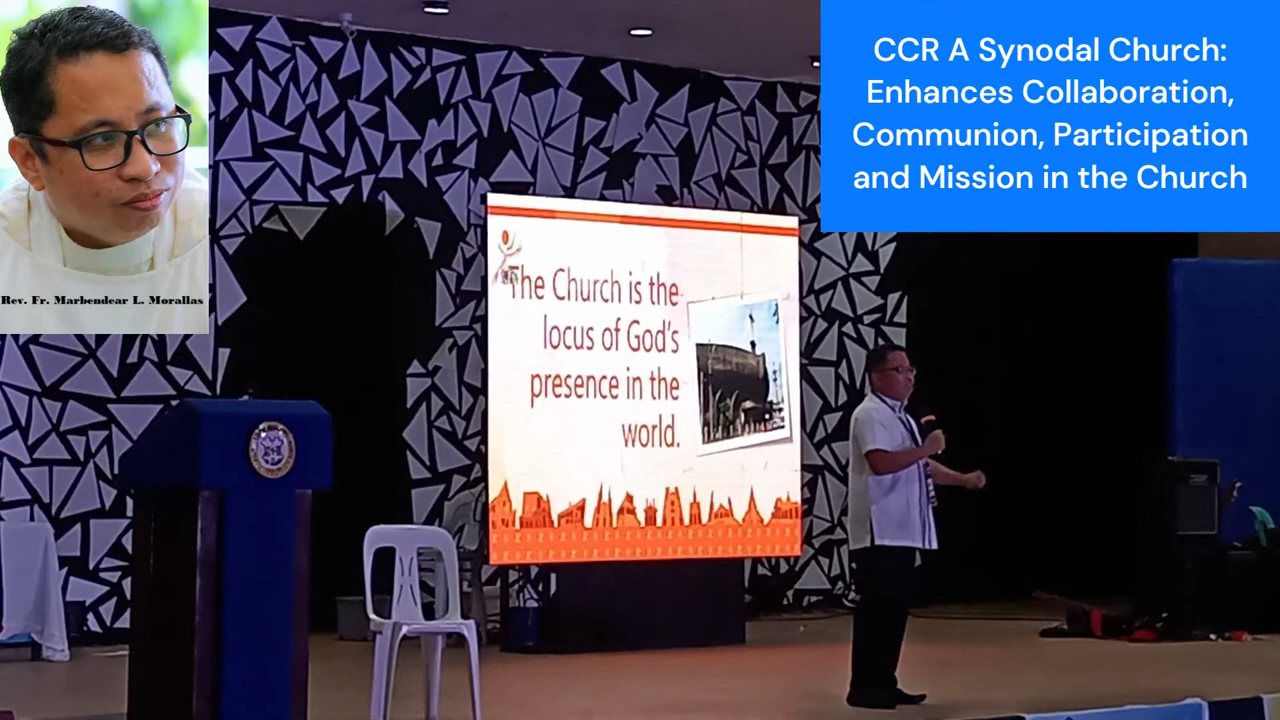 CCR A Synodal Church:
Enhances Collaboration,
Communion, Participation
and Mission in the Church
Rev. Fr. Marbendear L. Morallas
The Church is the
locus of God's
presence in the
world.